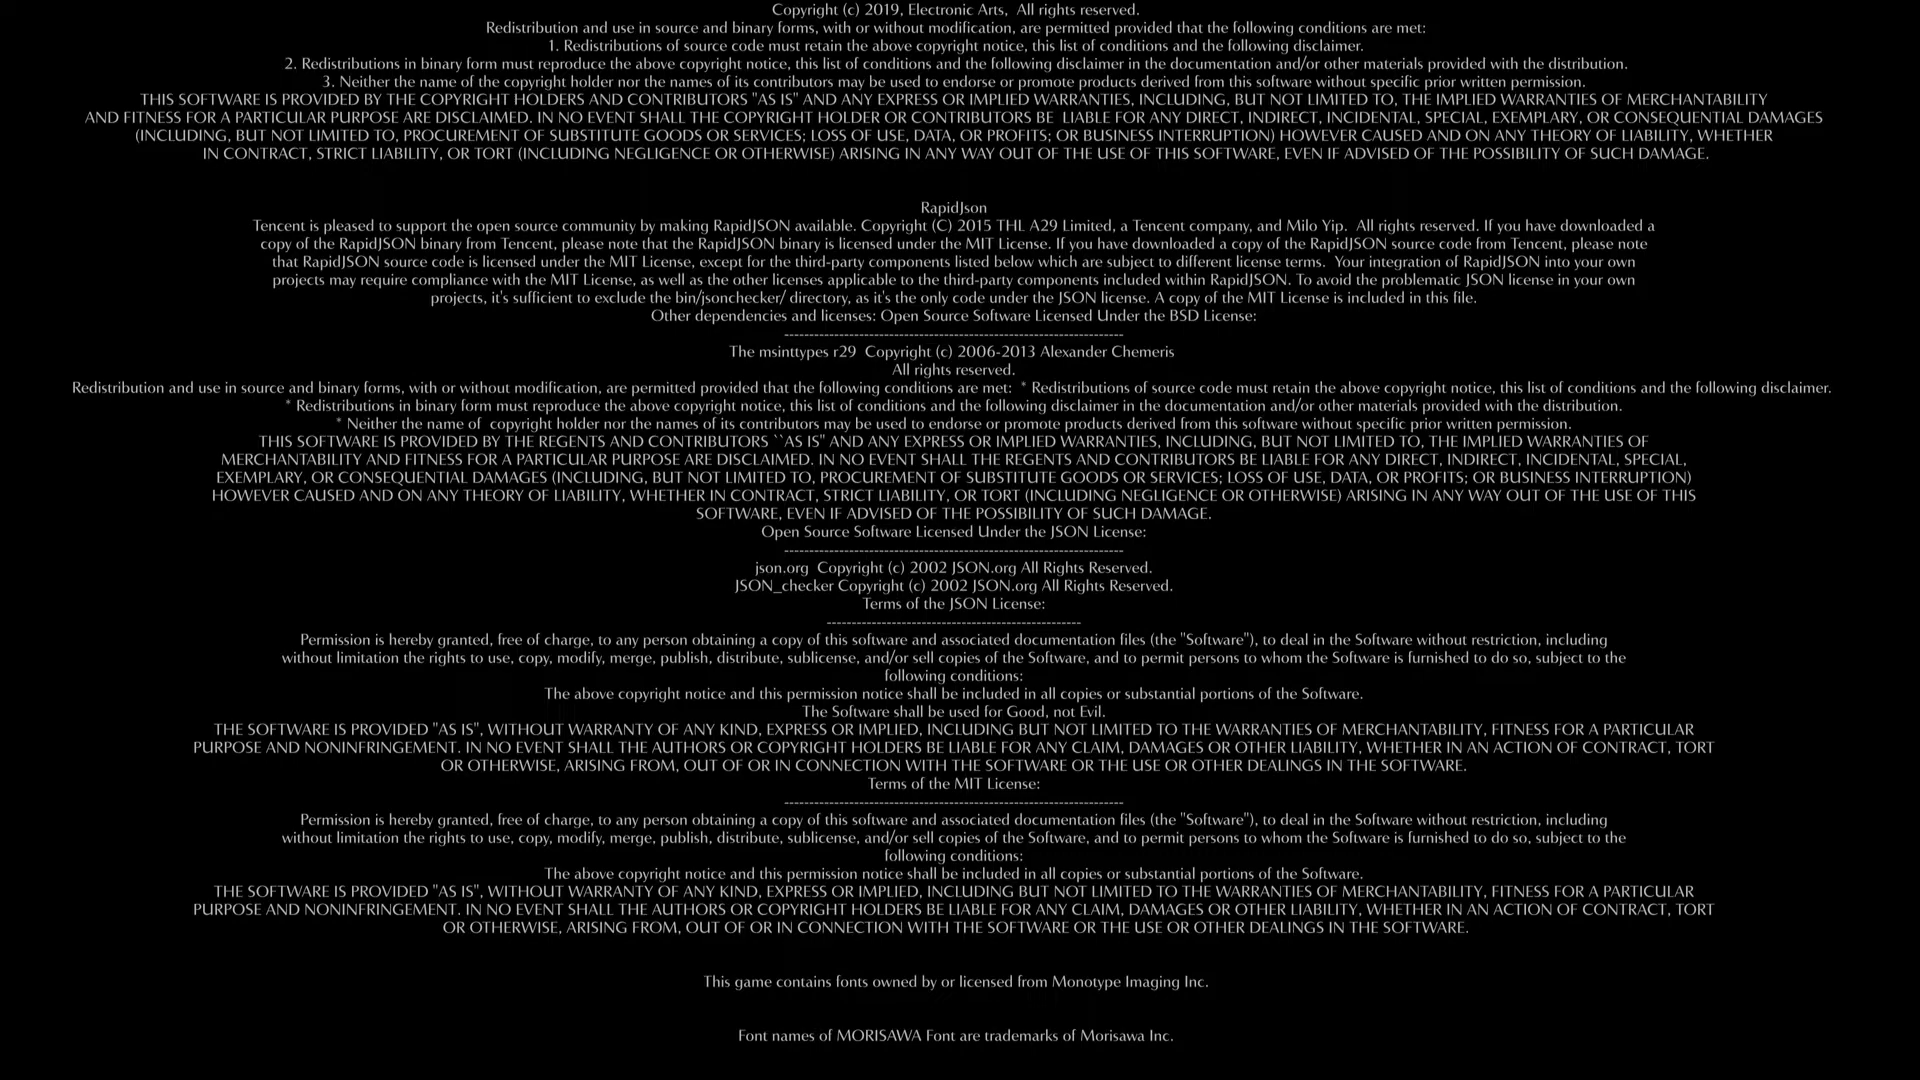 Copyright (c) 2019, Electronic Arts,  All rights reserved.
Redistribution and use in source and binary forms, with or without modification, are permitted provided that the following conditions are met:
1. Redistributions of source code must retain the above copyright notice, this list of conditions and the following disclaimer.
2. Redistributions in binary form must reproduce the above copyright notice, this list of conditions and the following disclaimer in the documentation and/or other materials provided with the distribution.
3. Neither the name of the copyright holder nor the names of its contributors may be used to endorse or promote products derived from this software without specific prior written permission.
THIS SOFTWARE IS PROVIDED BY THE COPYRIGHT HOLDERS AND CONTRIBUTORS "AS IS" AND ANY EXPRESS OR IMPLIED WARRANTIES, INCLUDING, BUT NOT LIMITED TO, THE IMPLIED WARRANTIES OF MERCHANTABILITY
AND FITNESS FOR A PARTICULAR PURPOSE ARE DISCLAIMED. IN NO EVENT SHALL THE COPYRIGHT HOLDER OR CONTRIBUTORS BE  LIABLE FOR ANY DIRECT, INDIRECT, INCIDENTAL, SPECIAL, EXEMPLARY, OR CONSEQUENTIAL DAMAGES
(INCLUDING, BUT NOT LIMITED TO, PROCUREMENT OF SUBSTITUTE GOODS OR SERVICES; LOSS OF USE, DATA, OR PROFITS; OR BUSINESS INTERRUPTION) HOWEVER CAUSED AND ON ANY THEORY OF LIABILITY, WHETHER
IN CONTRACT, STRICT LIABILITY, OR TORT (INCLUDING NEGLIGENCE OR OTHERWISE) ARISING IN ANY WAY OUT OF THE USE OF THIS SOFTWARE, EVEN IF ADVISED OF THE POSSIBILITY OF SUCH DAMAGE.
RapidJson
Tencent is pleased to support the open source community by making RapidJSON available. Copyright (C) 2015 THL A29 Limited, a Tencent company, and Milo Yip.  All rights reserved. If you have downloaded a
copy of the RapidJSON binary from Tencent, please note that the RapidJSON binary is licensed under the MIT License. If you have downloaded a copy of the RapidJSON source code from Tencent, please note
that RapidJSON source code is licensed under the MIT License, except for the third-party components listed below which are subject to different license terms.  Your integration of RapidJSON into your own
projects may require compliance with the MIT License, as well as the other licenses applicable to the third-party components included within RapidJSON. To avoid the problematic JSON license in your own
projects, it's sufficient to exclude the bin/jsonchecker/ directory, as it's the only code under the JSON license. A copy of the MIT License is included in this file.
Other dependencies and licenses: Open Source Software Licensed Under the BSD License:
--------------------------------------------------------------------
The msinttypes r29  Copyright (c) 2006-2013 Alexander Chemeris
All rights reserved.
Redistribution and use in source and binary forms, with or without modification, are permitted provided that the following conditions are met:  * Redistributions of source code must retain the above copyright notice, this list of conditions and the following disclaimer.
* Redistributions in binary form must reproduce the above copyright notice, this list of conditions and the following disclaimer in the documentation and/or other materials provided with the distribution.
* Neither the name of  copyright holder nor the names of its contributors may be used to endorse or promote products derived from this software without specific prior written permission.
THIS SOFTWARE IS PROVIDED BY THE REGENTS AND CONTRIBUTORS ``AS IS" AND ANY EXPRESS OR IMPLIED WARRANTIES, INCLUDING, BUT NOT LIMITED TO, THE IMPLIED WARRANTIES OF
MERCHANTABILITY AND FITNESS FOR A PARTICULAR PURPOSE ARE DISCLAIMED. IN NO EVENT SHALL THE REGENTS AND CONTRIBUTORS BE LIABLE FOR ANY DIRECT, INDIRECT, INCIDENTAL, SPECIAL,
EXEMPLARY, OR CONSEQUENTIAL DAMAGES (INCLUDING, BUT NOT LIMITED TO, PROCUREMENT OF SUBSTITUTE GOODS OR SERVICES; LOSS OF USE, DATA, OR PROFITS; OR BUSINESS INTERRUPTION)
HOWEVER CAUSED AND ON ANY THEORY OF LIABILITY, WHETHER IN CONTRACT, STRICT LIABILITY, OR TORT (INCLUDING NEGLIGENCE OR OTHERWISE) ARISING IN ANY WAY OUT OF THE USE OF THIS
SOFTWARE, EVEN IF ADVISED OF THE POSSIBILITY OF SUCH DAMAGE.
Open Source Software Licensed Under the JSON License:
--------------------------------------------------------------------
json.org  Copyright (c) 2002 JSON.org All Rights Reserved.
JSON_checker Copyright (c) 2002 JSON.org All Rights Reserved.
Terms of the JSON License:
---------------------------------------------------
Permission is hereby granted, free of charge, to any person obtaining a copy of this software and associated documentation files (the "Software"), to deal in the Software without restriction, including
without limitation the rights to use, copy, modify, merge, publish, distribute, sublicense, and/or sell copies of the Software, and to permit persons to whom the Software is furnished to do so, subject to the
following conditions:
The above copyright notice and this permission notice shall be included in all copies or substantial portions of the Software.
The Software shall be used for Good, not Evil.
THE SOFTWARE IS PROVIDED "AS IS", WITHOUT WARRANTY OF ANY KIND, EXPRESS OR IMPLIED, INCLUDING BUT NOT LIMITED TO THE WARRANTIES OF MERCHANTABILITY, FITNESS FOR A PARTICULAR
PURPOSE AND NONINFRINGEMENT. IN NO EVENT SHALL THE AUTHORS OR COPYRIGHT HOLDERS BE LIABLE FOR ANY CLAIM, DAMAGES OR OTHER LIABILITY, WHETHER IN AN ACTION OF CONTRACT, TORT
OR OTHERWISE, ARISING FROM, OUT OF OR IN CONNECTION WITH THE SOFTWARE OR THE USE OR OTHER DEALINGS IN THE SOFTWARE.
Terms of the MIT License:
--------------------------------------------------------------------
Permission is hereby granted, free of charge, to any person obtaining a copy of this software and associated documentation files (the "Software"), to deal in the Software without restriction, including
without limitation the rights to use, copy, modify, merge, publish, distribute, sublicense, and/or sell copies of the Software, and to permit persons to whom the Software is furnished to do so, subject to the
following conditions:
The above copyright notice and this permission notice shall be included in all copies or substantial portions of the Software.
THE SOFTWARE IS PROVIDED "AS IS", WITHOUT WARRANTY OF ANY KIND, EXPRESS OR IMPLIED, INCLUDING BUT NOT LIMITED TO THE WARRANTIES OF MERCHANTABILITY, FITNESS FOR A PARTICULAR
PURPOSE AND NONINFRINGEMENT. IN NO EVENT SHALL THE AUTHORS OR COPYRIGHT HOLDERS BE LIABLE FOR ANY CLAIM, DAMAGES OR OTHER LIABILITY, WHETHER IN AN ACTION OF CONTRACT, TORT
OR OTHERWISE, ARISING FROM, OUT OF OR IN CONNECTION WITH THE SOFTWARE OR THE USE OR OTHER DEALINGS IN THE SOFTWARE.
This game contains fonts owned by or licensed from Monotype Imaging Inc.
Font names of MORISAWA Font are trademarks of Morisawa Inc.